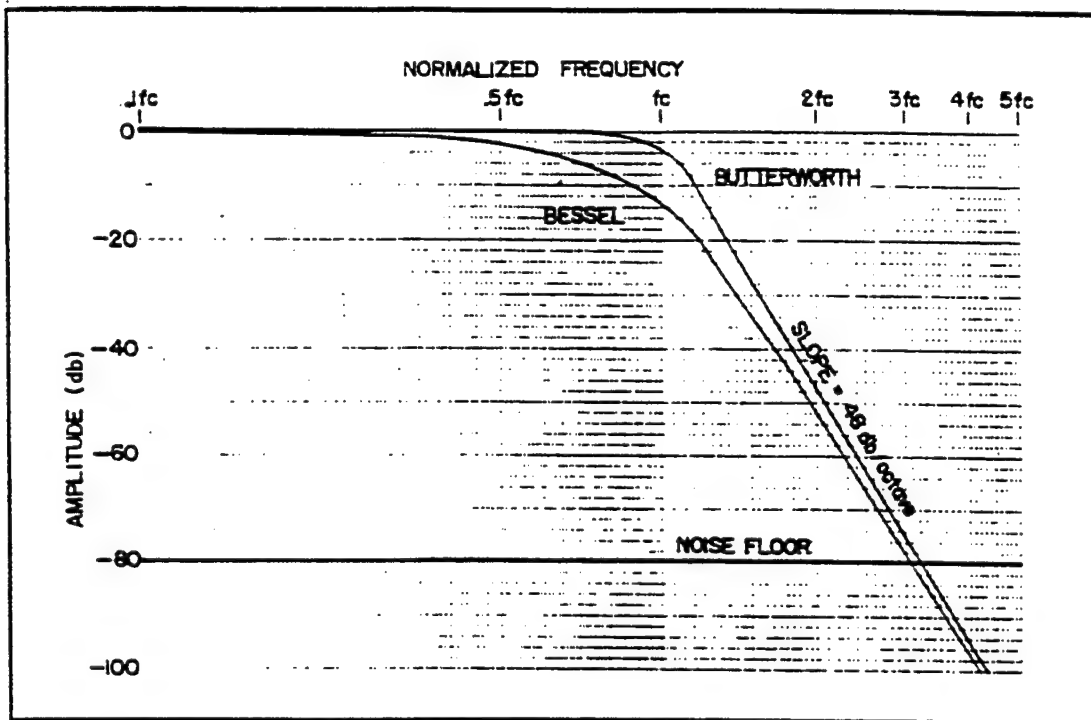 NORMALIZED FREQUENCY
.1fc .5fc fc 2fc 3fc 4fc 5fc
0
BUTTERWORTH
BESSEL
-20
SLOPE = 48 db/octave
-40
AMPLITUDE (db)
-60
NOISE FLOOR
-80
-100